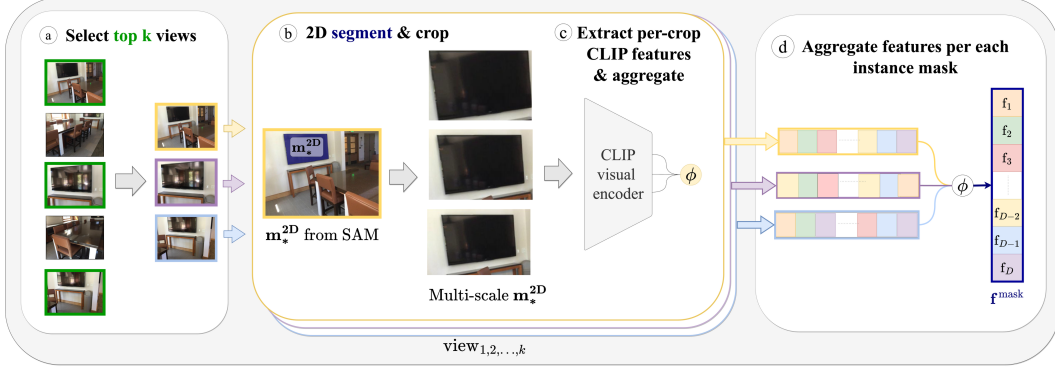 a Select top k views
b 2D segment & crop
m*^2D
m*^2D from SAM
Multi-scale m*^2D
c Extract per-crop
CLIP features
& aggregate
CLIP
visual
encoder
ϕ
view1,2,...,k
d Aggregate features per each
instance mask
ϕ
f1
f2
f3
fD−2
fD−1
fD
f^mask